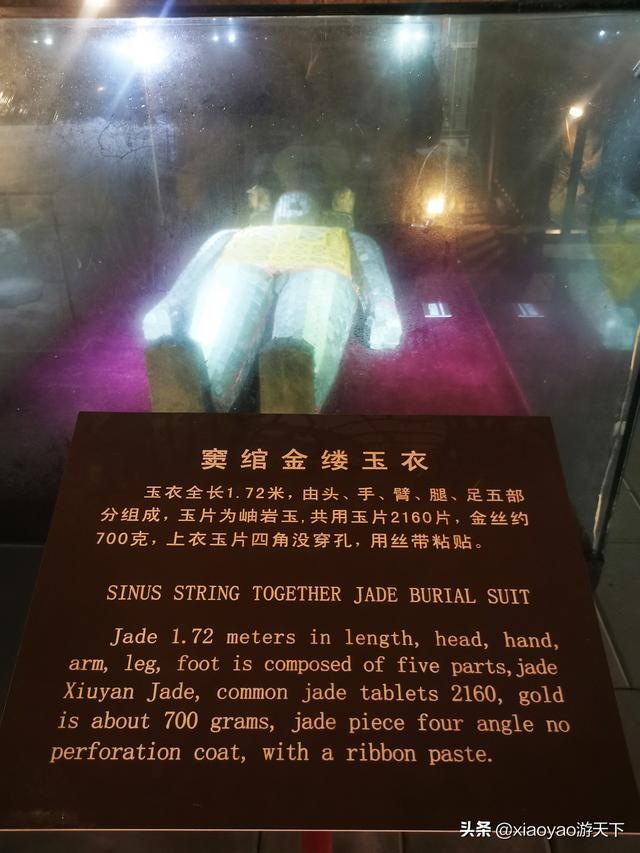 窦绾金缕玉衣
玉衣全长1.72米，由头、手、臂、腿、足五部
分组成，玉片为岫岩玉,共用玉片2160片，金丝约
700克，上衣玉片四角没穿孔，用丝带粘贴。
SINUS STRING TOGETHER JADE BURIAL SUIT
Jade 1.72 meters in length, head, hand,
arm, leg, foot is composed of five parts,jade
Xiuyan Jade, common jade tablets 2160, gold
is about 700 grams, jade piece four angle no
perforation coat, with a ribbon paste.
头条 @xiaoyao游天下